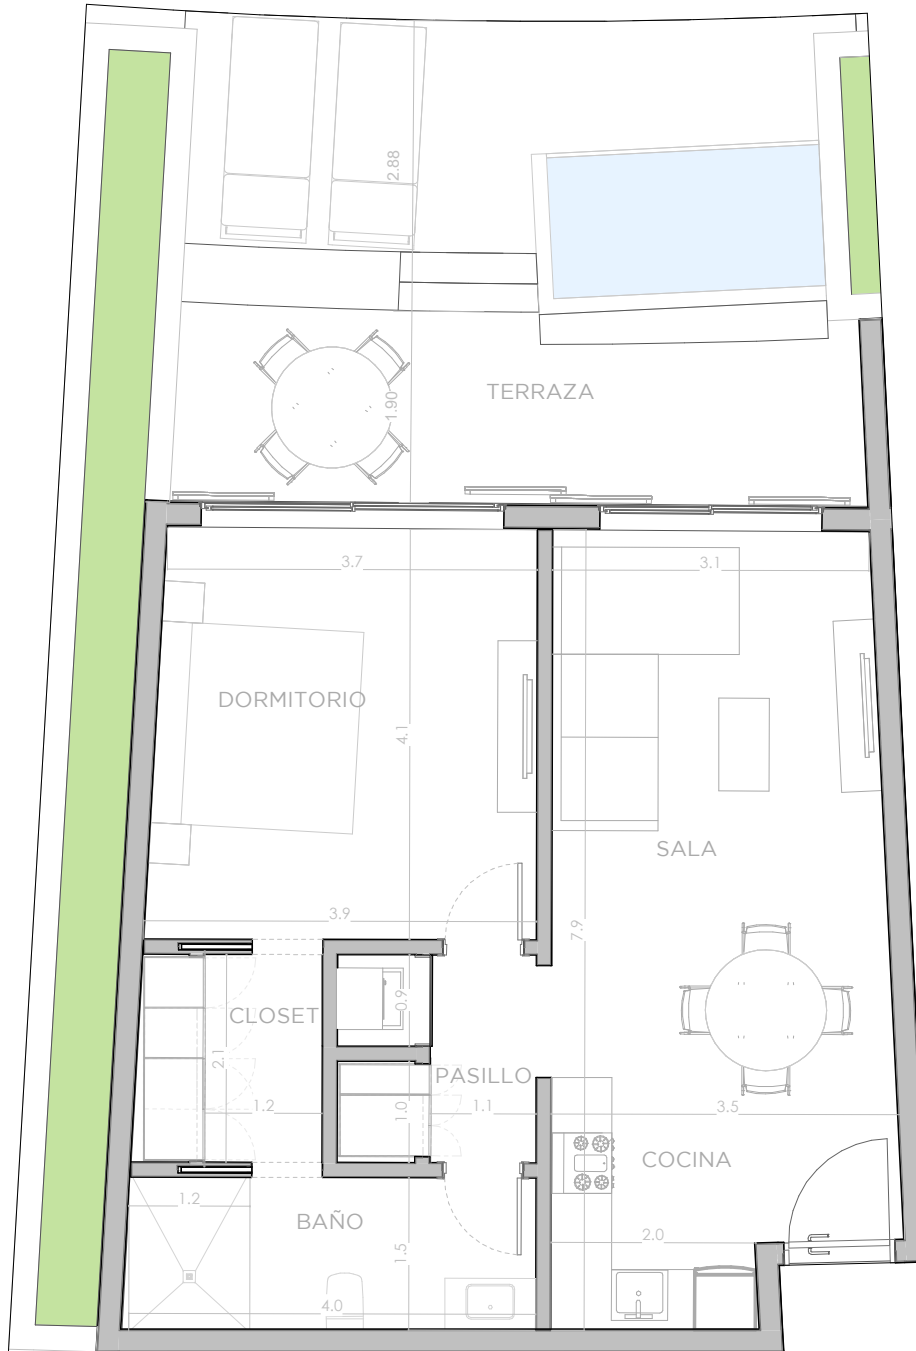 2.88
TERRAZA
1.90
3.7
3.1
DORMITORIO
4.1
SALA
3.9
7.9
0.9
CLOSET
2.1
PASILLO
1.2
1.0
1.1
3.5
COCINA
1.2
BAÑO
1.5
2.0
4.0